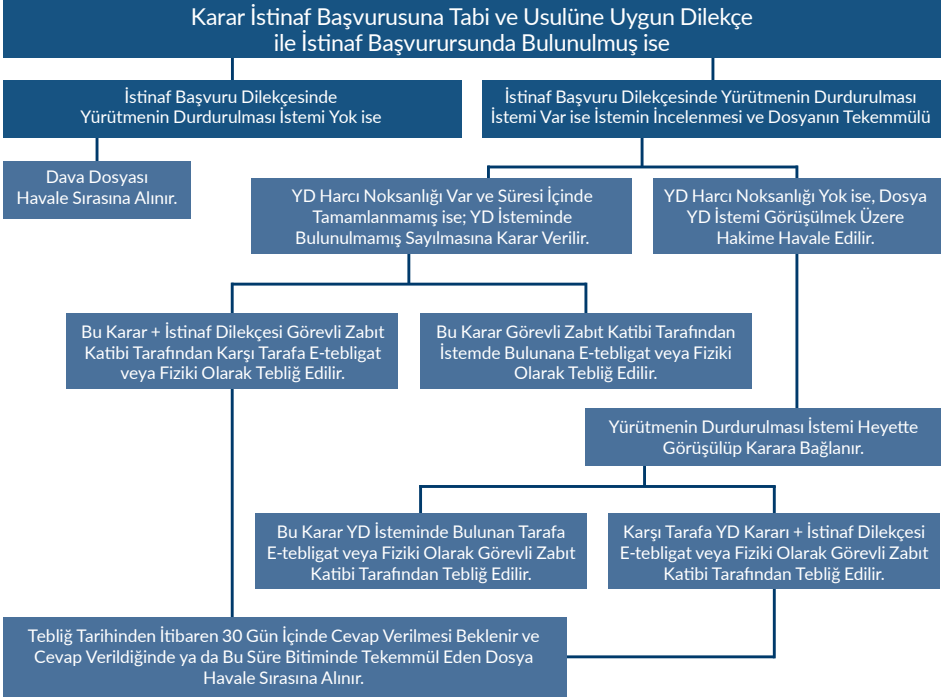 Karar İstinaf Başvurusuna Tabi ve Usulüne Uygun Dilekçe
ile İstinaf Başvurursunda Bulunulmuş ise
İstinaf Başvuru Dilekçesinde
Yürütmenin Durdurulması İstemi Yok ise
İstinaf Başvuru Dilekçesinde Yürütmenin Durdurulması
İstemi Var ise İstemin İncelenmesi ve Dosyanın Tekemmülü
Dava Dosyası
Havale Sırasına Alınır.
YD Harcı Noksanlığı Var ve Süresi İçinde
Tamamlanmamış ise; YD İsteminde
Bulunulmamış Sayılmasına Karar Verilir.
YD Harcı Noksanlığı Yok ise, Dosya
YD İstemi Görüşülmek Üzere
Hakime Havale Edilir.
Bu Karar + İstinaf Dilekçesi Görevli Zabıt
Katibi Tarafından Karşı Tarafa E-tebligat
veya Fiziki Olarak Tebliğ Edilir.
Bu Karar Görevli Zabıt Katibi Tarafından
İstemde Bulunana E-tebligat veya Fiziki
Olarak Tebliğ Edilir.
Yürütmenin Durdurulması İstemi Heyette
Görüşülüp Karara Bağlanır.
Bu Karar YD İsteminde Bulunan Tarafa
E-tebligat veya Fiziki Olarak Görevli Zabıt
Katibi Tarafından Tebliğ Edilir.
Karşı Tarafa YD Kararı + İstinaf Dilekçesi
E-tebligat veya Fiziki Olarak Görevli Zabıt
Katibi Tarafından Tebliğ Edilir.
Tebliğ Tarihinden İtibaren 30 Gün İçinde Cevap Verilmesi Beklenir ve
Cevap Verildiğinde ya da Bu Süre Bitiminde Tekemmül Eden Dosya
Havale Sırasına Alınır.